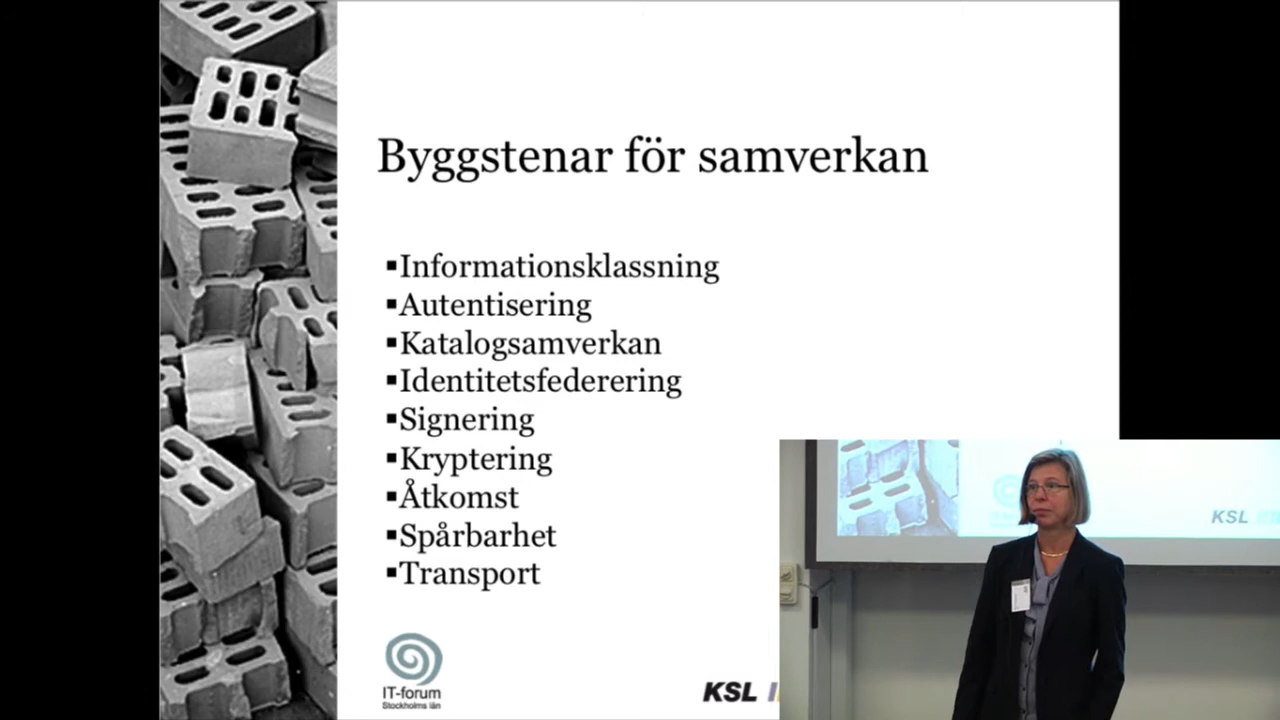 Byggstenar för samverkan
▪Informationsklassning
▪Autentisering
▪Katalogsamverkan
▪Identitetsfederering
▪Signering
▪Kryptering
▪Åtkomst
▪Spårbarhet
▪Transport
IT-forum
Stockholms län
KSL
KSL